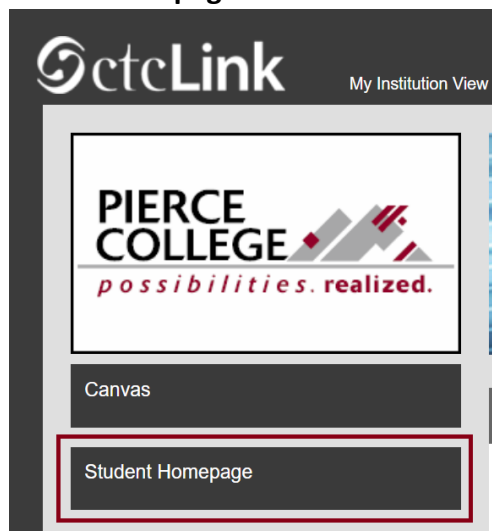 ctcLink
My Institution View
PIERCE
COLLEGE
possibilities. realized.
Canvas
Student Homepage